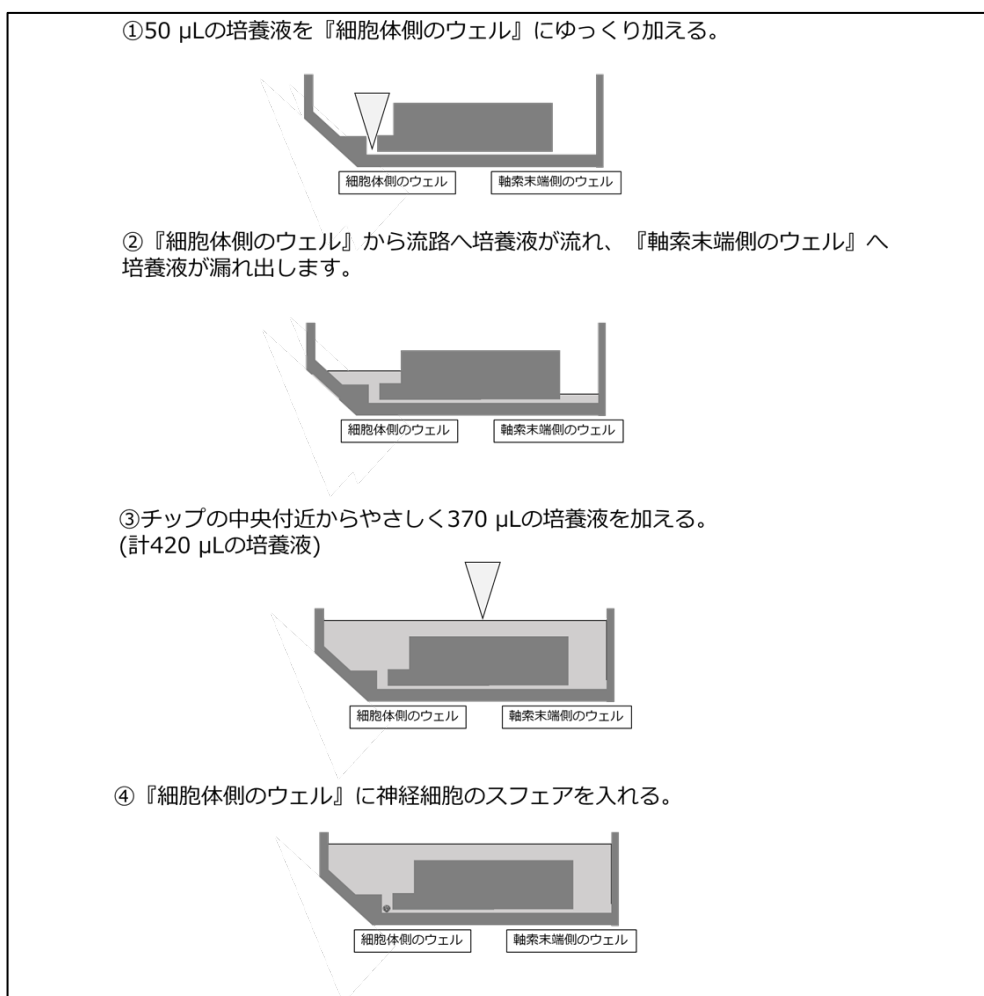 ①50 µLの培養液を『細胞体側のウェル』にゆっくり加える。
細胞体側のウェル
軸索末端側のウェル
②『細胞体側のウェル』から流路へ培養液が流れ、『軸索末端側のウェル』へ
培養液が漏れ出します。
細胞体側のウェル
軸索末端側のウェル
③チップの中央付近からやさしく370 µLの培養液を加える。
(計420 µLの培養液)
細胞体側のウェル
軸索末端側のウェル
④『細胞体側のウェル』に神経細胞のスフェアを入れる。
細胞体側のウェル
軸索末端側のウェル